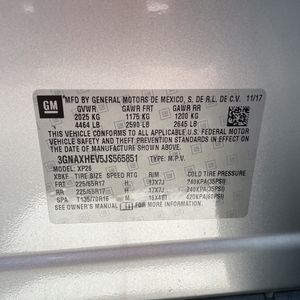 GM
MFD BY GENERAL MOTORS DE MEXICO, S. DE R.L. DE C.V. 11/17
GVWR GAWR FRT GAWR RR
2025 KG 1175 KG 1200 KG
4464 LB 2590 LB 2645 LB
THIS VEHICLE CONFORMS TO ALL APPLICABLE U.S. FEDERAL MOTOR
VEHICLE SAFETY AND THEFT PREVENTION STANDARDS IN EFFECT
ON THE DATE OF MANUFACTURE SHOWN ABOVE.
3GNAXHEV5JS565851 TYPE: M.P.V.
MODEL: XP26
XBKF TIRE SIZE SPEED RTG RIM COLD TIRE PRESSURE
FRT 225/65R17 H 17X7J 240KPA(35PSI)
RR 225/65R17 H 17X7J 240KPA(35PSI)
SPA T135/70R16 M 16X4BT 420KPA(60PSI)
SEE OWNER MANUAL FOR ADDITIONAL INFORMATION